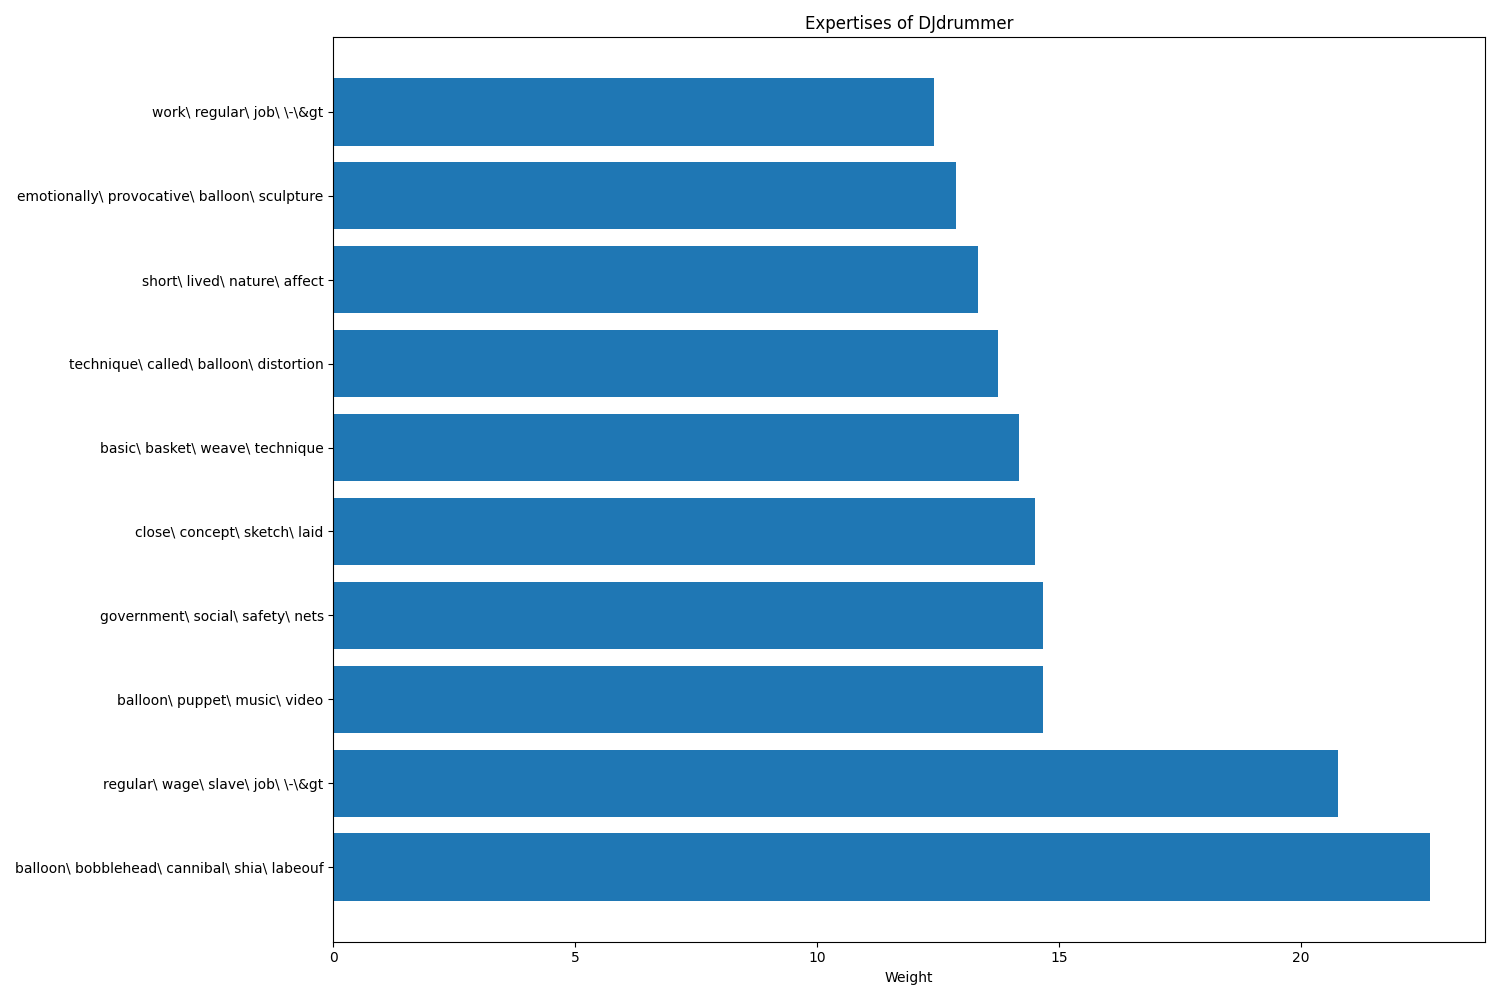 Expertises of DJdrummer
work\ regular\ job\ \-\&gt
emotionally\ provocative\ balloon\ sculpture
short\ lived\ nature\ affect
technique\ called\ balloon\ distortion
basic\ basket\ weave\ technique
close\ concept\ sketch\ laid
government\ social\ safety\ nets
balloon\ puppet\ music\ video
regular\ wage\ slave\ job\ \-\&gt
balloon\ bobblehead\ cannibal\ shia\ labeouf
0 5 10 15 20
Weight